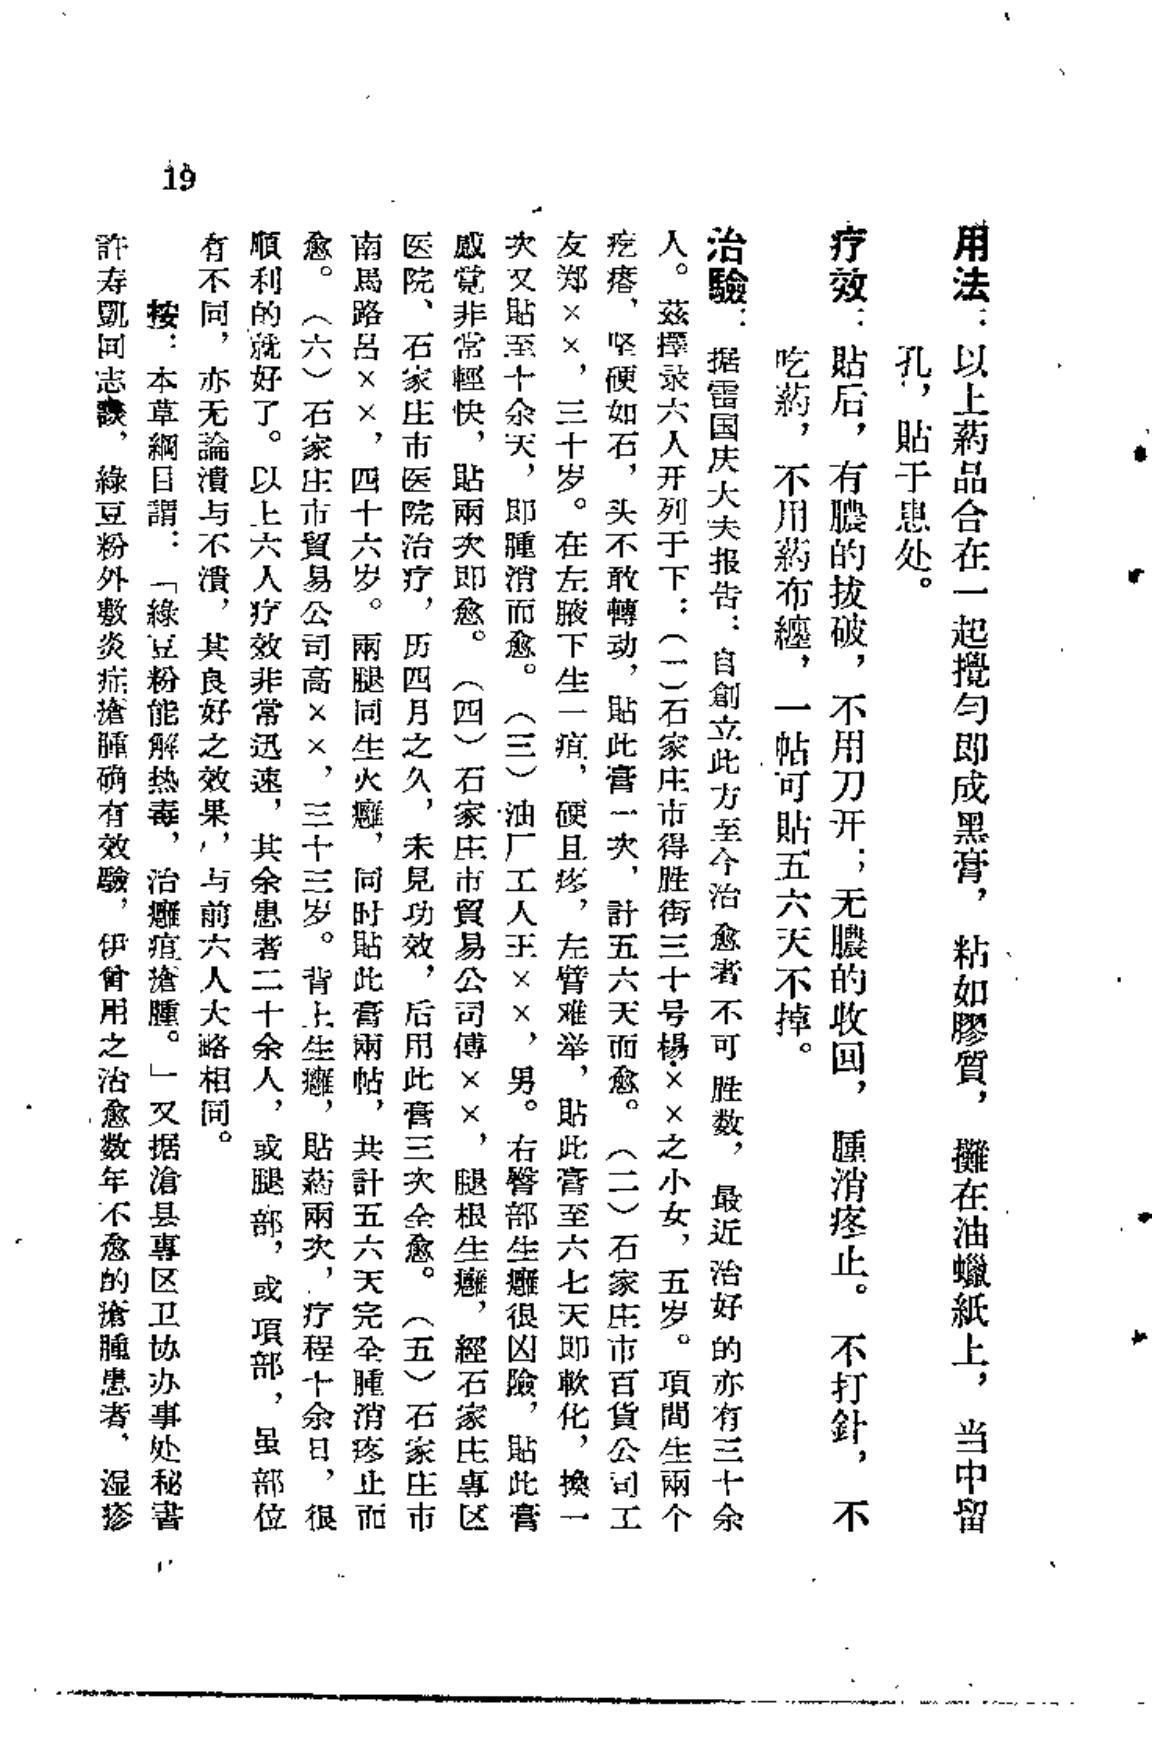 用法：以上葯品合在一起攪勻即成黑膏，粘如膠質，攤在油蠟紙上，当中留
孔，貼于患处。
疗效：貼后，有膿的拔破，不用刀开；无膿的收回，腫消疼止。不打針，不
吃葯，不用葯布纏，一帖可貼五六天不掉。
治驗：据雷国庆大夫报告：自創立此方至今治愈者不可胜数，最近治好的亦有三十余
人。茲擇录六人开列于下：（一）石家庄市得胜街三十号楊××之小女，五岁。項間生兩个
疙瘩，坚硬如石，头不敢轉动，貼此膏一次，計五六天而愈。（二）石家庄市百貨公司工
友郑××，三十岁。在左腋下生一疽，硬且疼，左臂难举，貼此膏至六七天即軟化，換一
次又貼至十余天，即腫消而愈。（三）油厂工人王××，男。右臀部生癰很凶險，貼此膏
感覚非常輕快，貼兩次即愈。（四）石家庄市貿易公司傅××，腿根生癰，經石家庄專区
医院、石家庄市医院治疗，历四月之久，未見功效，后用此膏三次全愈。（五）石家庄市
南馬路呂××，四十六岁。兩腿同生火癰，同时貼此膏兩帖，共計五六天完全腫消疼止而
愈。（六）石家庄市貿易公司高××，三十三岁。背上生癰，貼葯兩次，疗程十余日，很
順利的就好了。以上六人疗效非常迅速，其余患者二十余人，或腿部，或項部，虽部位
有不同，亦无論潰与不潰，其良好之效果，与前六人大略相同。
按：本草綱目謂：「綠豆粉能解热毒，治癰疽瘡腫。」又据滄县專区卫协办事处秘書
許寿凱同志談，綠豆粉外敷炎症瘡腫确有效驗，伊曾用之治愈数年不愈的瘡腫患者，湿疹
19